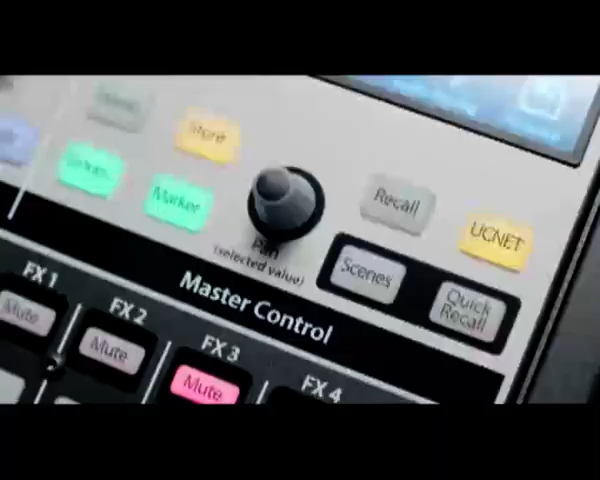 Store
Marker
Pan
(selected value)
Recall
UCNET
Scenes
Quick
Recall
Master Control
FX 1
FX 2
FX 3
FX 4
Mute
Mute
Mute